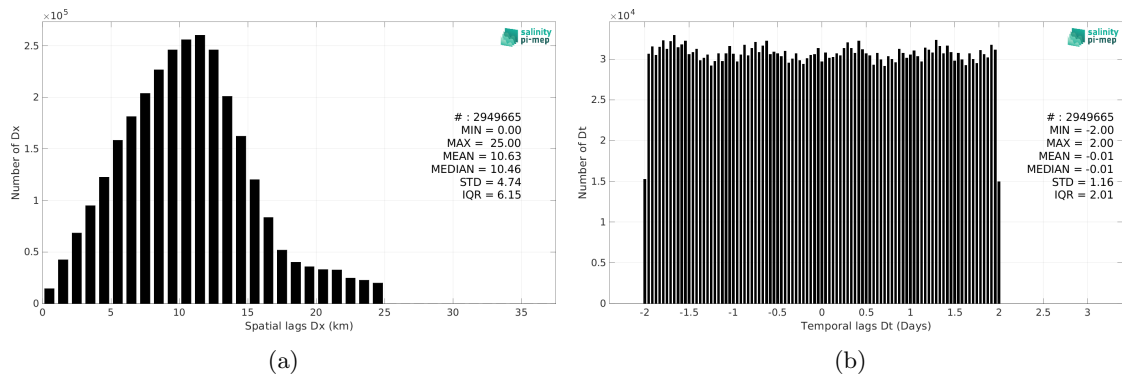 ×10⁵
2.5
2
1.5
1
0.5
0
Number of Dx
salinity
pi-mep
# : 2949665
MIN = 0.00
MAX = 25.00
MEAN = 10.63
MEDIAN = 10.46
STD = 4.74
IQR = 6.15
0 5 10 15 20 25 30 35
Spatial lags Dx (km)
(a)
×10⁴
3
2.5
2
1.5
1
0.5
0
Number of Dt
salinity
pi-mep
# : 2949665
MIN = -2.00
MAX = 2.00
MEAN = -0.01
MEDIAN = -0.01
STD = 1.16
IQR = 2.01
-2 -1.5 -1 -0.5 0 0.5 1 1.5 2 2.5 3
Temporal lags Dt (Days)
(b)